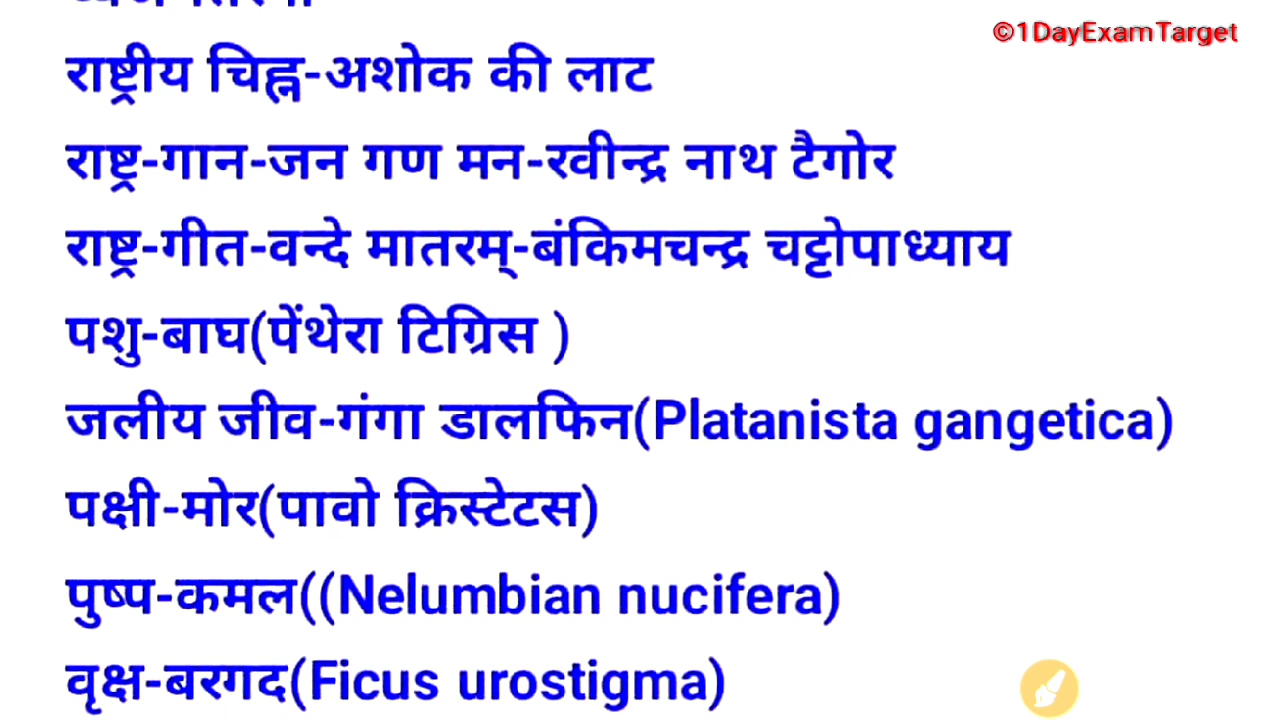 ©1DayExamTarget
राष्ट्रीय चिह्न-अशोक की लाट
राष्ट्र-गान-जन गण मन-रवीन्द्र नाथ टैगोर
राष्ट्र-गीत-वन्दे मातरम्-बंकिमचन्द्र चट्टोपाध्याय
पशु-बाघ(पेंथेरा टिग्रिस )
जलीय जीव-गंगा डालफिन(Platanista gangetica)
पक्षी-मोर(पावो क्रिस्टेटस)
पुष्प-कमल((Nelumbian nucifera)
वृक्ष-बरगद(Ficus urostigma)